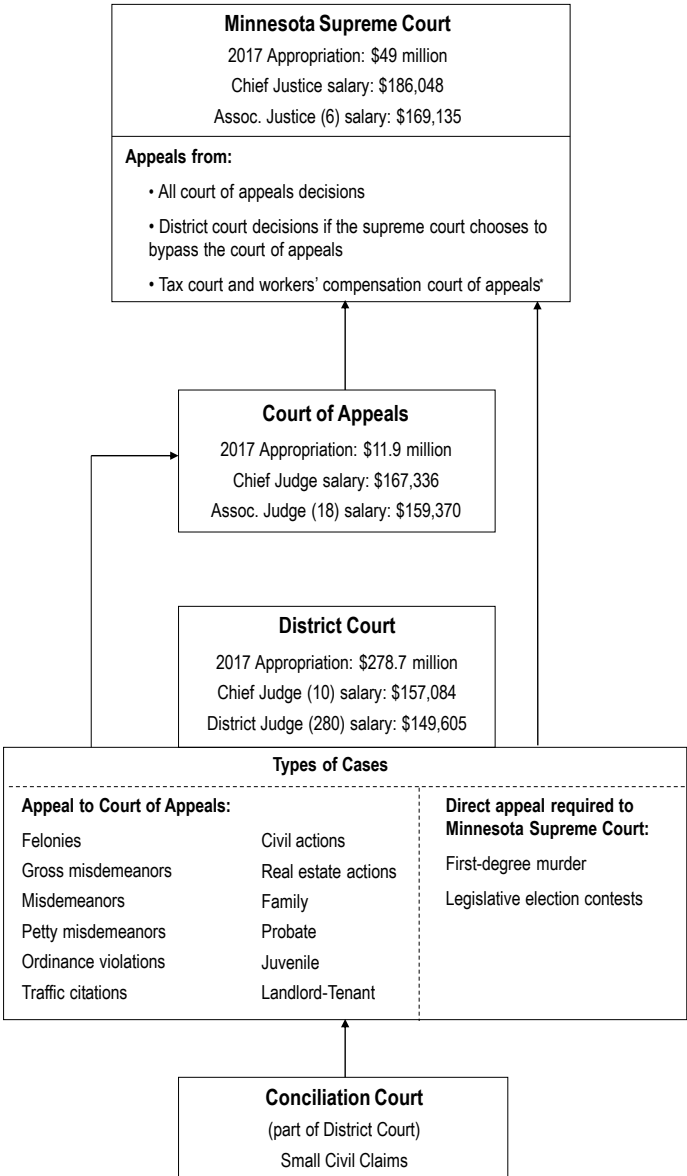 Minnesota Supreme Court
2017 Appropriation: $49 million
Chief Justice salary: $186,048
Assoc. Justice (6) salary: $169,135
Appeals from:
• All court of appeals decisions
• District court decisions if the supreme court chooses to
bypass the court of appeals
• Tax court and workers' compensation court of appeals*
Court of Appeals
2017 Appropriation: $11.9 million
Chief Judge salary: $167,336
Assoc. Judge (18) salary: $159,370
District Court
2017 Appropriation: $278.7 million
Chief Judge (10) salary: $157,084
District Judge (280) salary: $149,605
Types of Cases
Appeal to Court of Appeals:
Felonies
Gross misdemeanors
Misdemeanors
Petty misdemeanors
Ordinance violations
Traffic citations
Civil actions
Real estate actions
Family
Probate
Juvenile
Landlord-Tenant
Direct appeal required to
Minnesota Supreme Court:
First-degree murder
Legislative election contests
Conciliation Court
(part of District Court)
Small Civil Claims